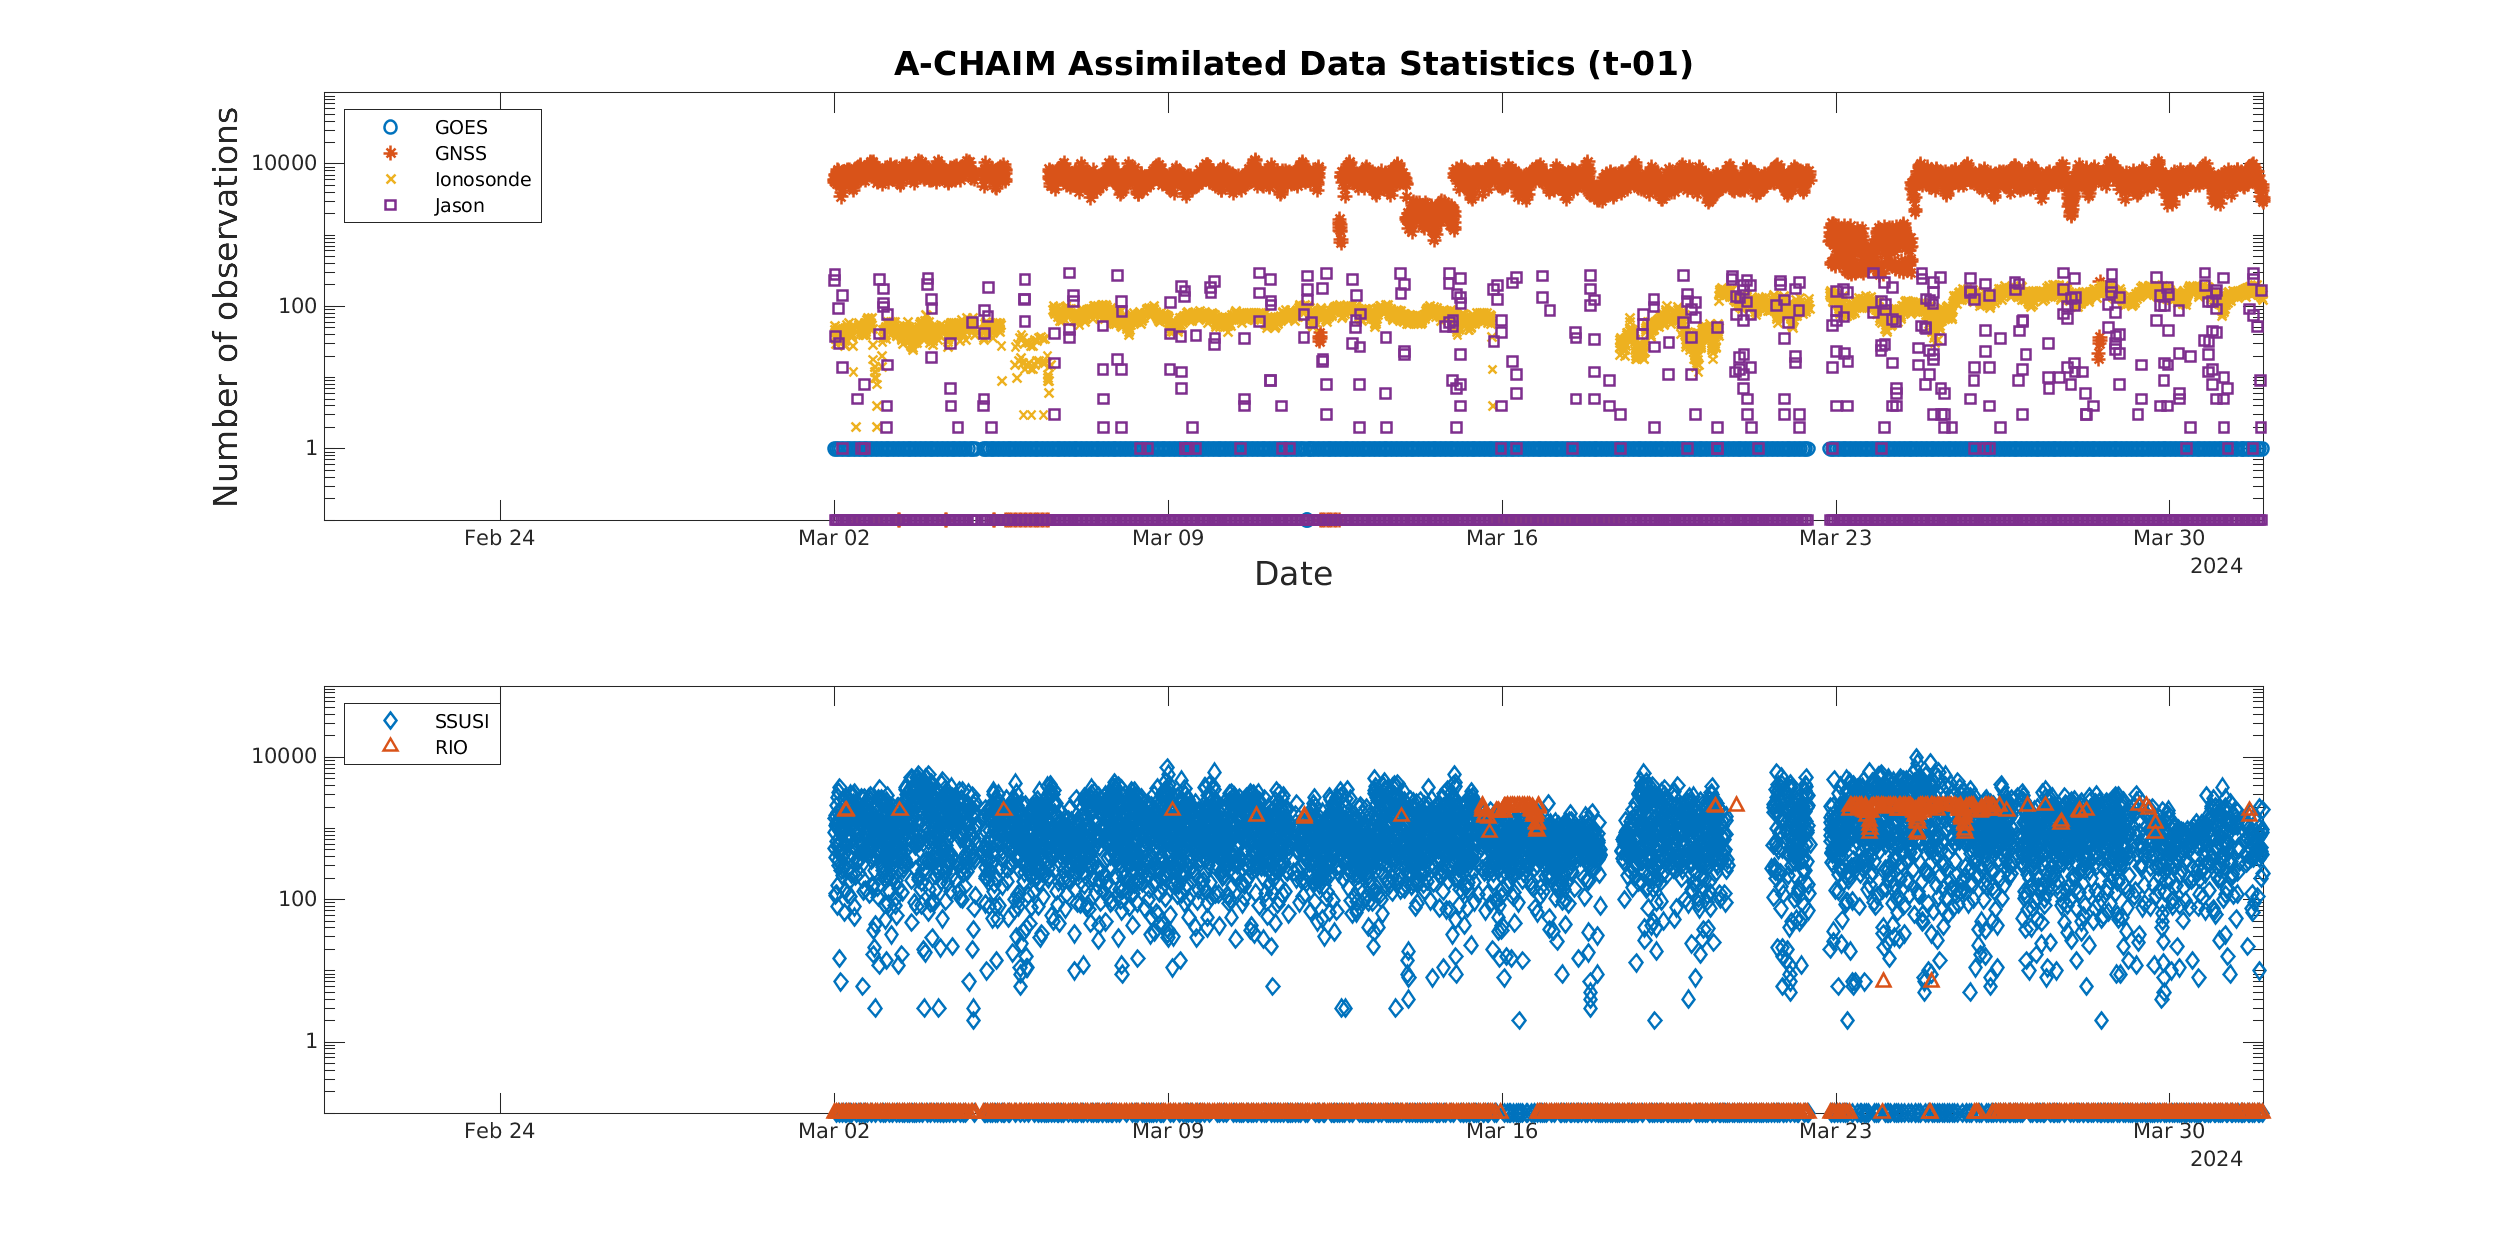 A-CHAIM Assimilated Data Statistics (t-01)
Number of observations
GOES
GNSS
Ionosonde
Jason
10000
100
1
Feb 24 Mar 02 Mar 09 Mar 16 Mar 23 Mar 30
2024
Date
SSUSI
RIO
10000
100
1
Feb 24 Mar 02 Mar 09 Mar 16 Mar 23 Mar 30
2024